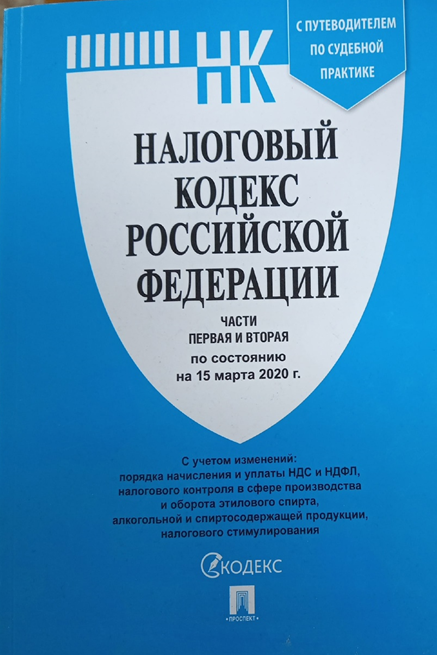 НК
С ПУТЕВОДИТЕЛЕМ
ПО СУДЕБНОЙ
ПРАКТИКЕ
НАЛОГОВЫЙ
КОДЕКС
РОССИЙСКОЙ
ФЕДЕРАЦИИ
ЧАСТИ
ПЕРВАЯ И ВТОРАЯ
по состоянию
на 15 марта 2020 г.
С учетом изменений:
порядка начисления и уплаты НДС и НДФЛ,
налогового контроля в сфере производства
и оборота этилового спирта,
алкогольной и спиртосодержащей продукции,
налогового стимулирования
КОДЕКС
• ПРОСПЕКТ •